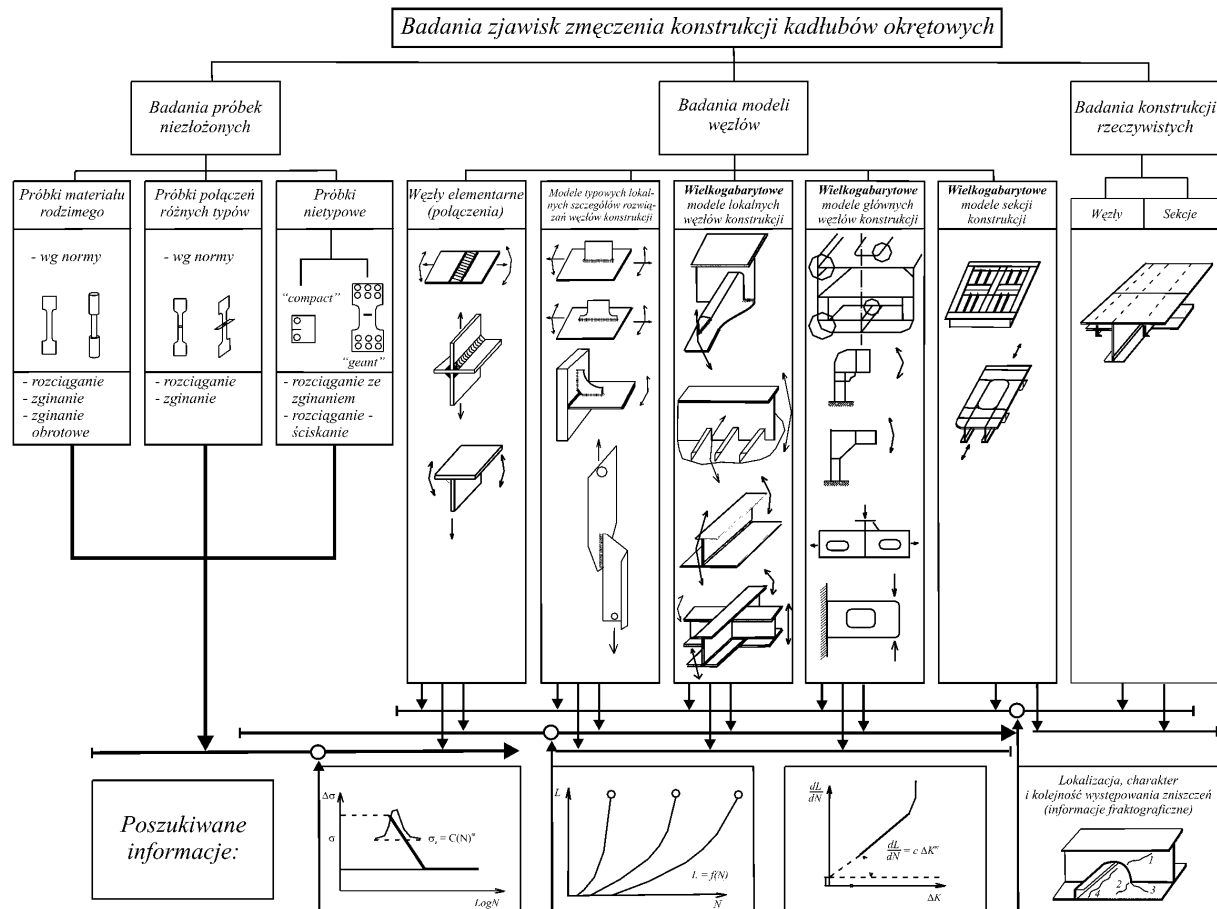 Badania zjawisk zmęczenia konstrukcji kadłubów okrętowych
Badania próbek
niezłożonych
Badania modeli
węzłów
Badania konstrukcji
rzeczywistych
Próbki materiału
rodzimego
- wg normy
- rozciąganie
- zginanie
- zginanie
obrotowe
Próbki połączeń
różnych typów
- wg normy
- rozciąganie
- zginanie
Próbki
nietypowe
“compact”
“geant”
- rozciąganie ze
zginaniem
- rozciąganie -
ściskanie
Węzły elementarne
(połączenia)
Modele typowych lokal-
nych szczegółów rozwią-
zań węzłów konstrukcji
Wielkogabarytowe
modele lokalnych
węzłów konstrukcji
Wielkogabarytowe
modele głównych
węzłów konstrukcji
Wielkogabarytowe
modele sekcji
konstrukcji
Węzły
Sekcje
Poszukiwane
informacje:
Δσ
σ
σ = C(N)
LogN
L
L = f(N)
N
dL
dN
dL/dN = c ΔKᵐ
ΔK
Lokalizacja, charakter
i kolejność występowania zniszczeń
(informacje fraktograficzne)
1
2
3
4